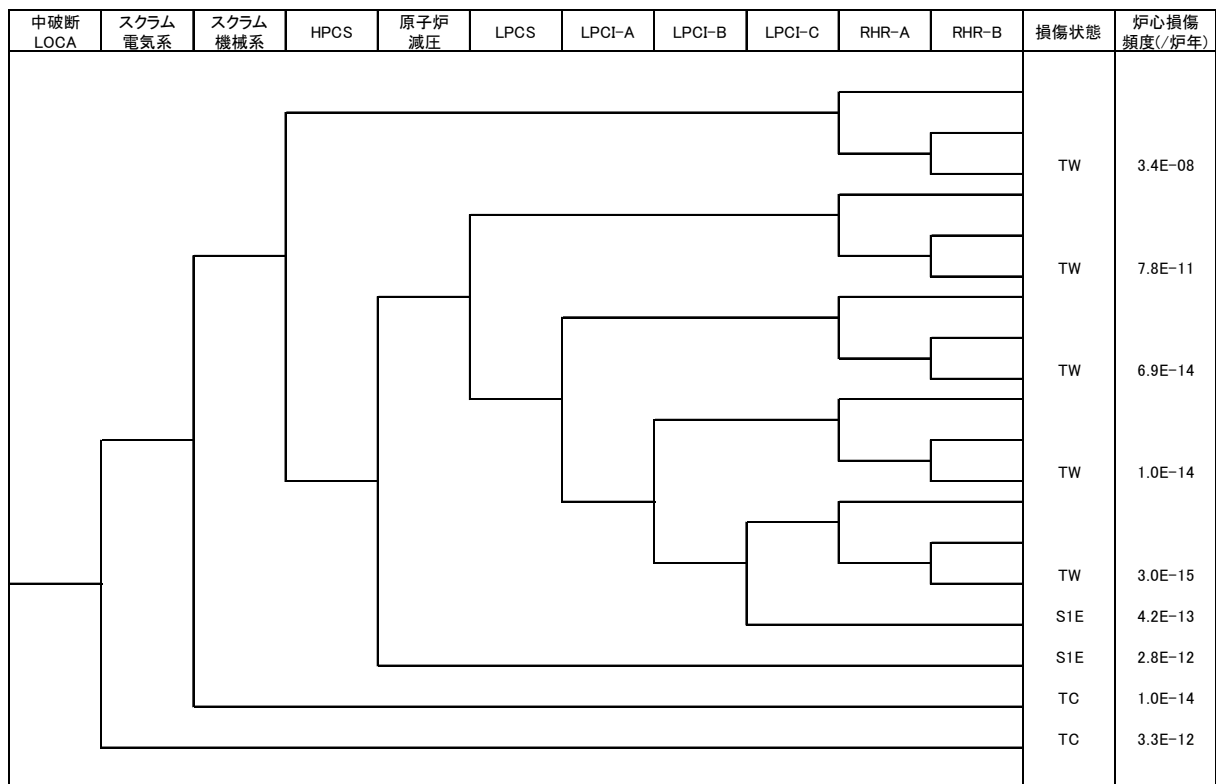 中破断
LOCA
スクラム
電気系
スクラム
機械系
HPCS
原子炉
減圧
LPCS
LPCI-A
LPCI-B
LPCI-C
RHR-A
RHR-B
損傷状態
炉心損傷
頻度(/炉年)
TW 3.4E-08
TW 7.8E-11
TW 6.9E-14
TW 1.0E-14
TW 3.0E-15
S1E 4.2E-13
S1E 2.8E-12
TC 1.0E-14
TC 3.3E-12